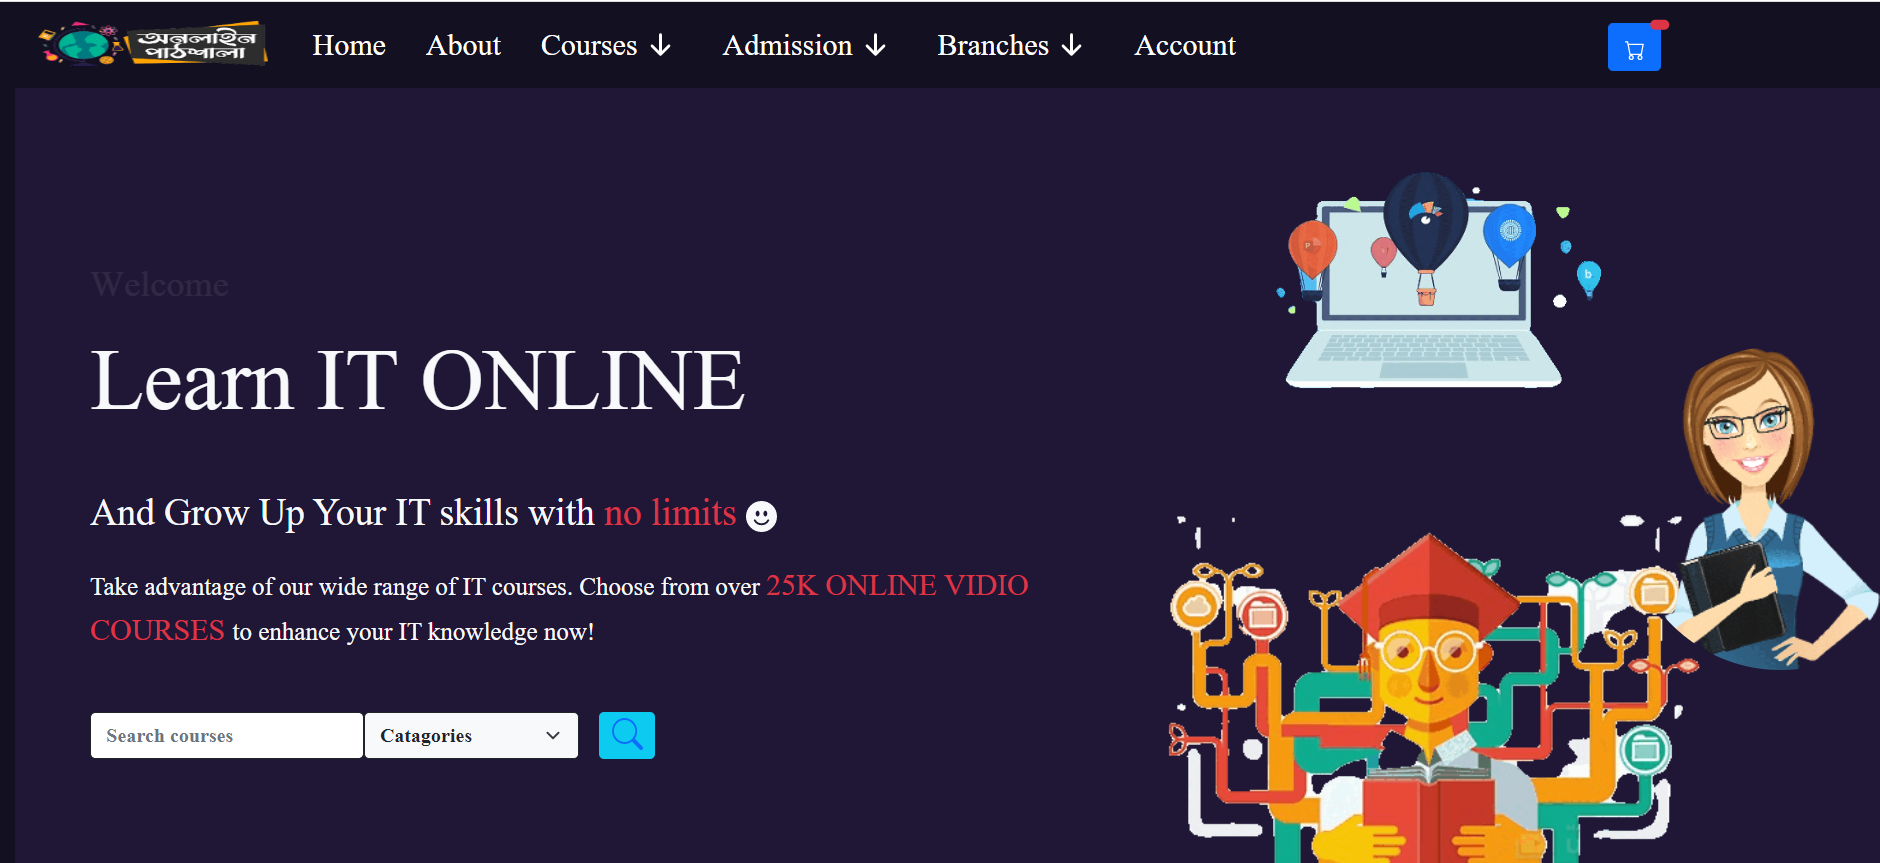 অনলাইন
পাঠশালা
Home About Courses Admission Branches Account
Welcome
Learn IT ONLINE
And Grow Up Your IT skills with no limits
Take advantage of our wide range of IT courses. Choose from over 25K ONLINE VIDIO
COURSES to enhance your IT knowledge now!
Search courses Catagories
b